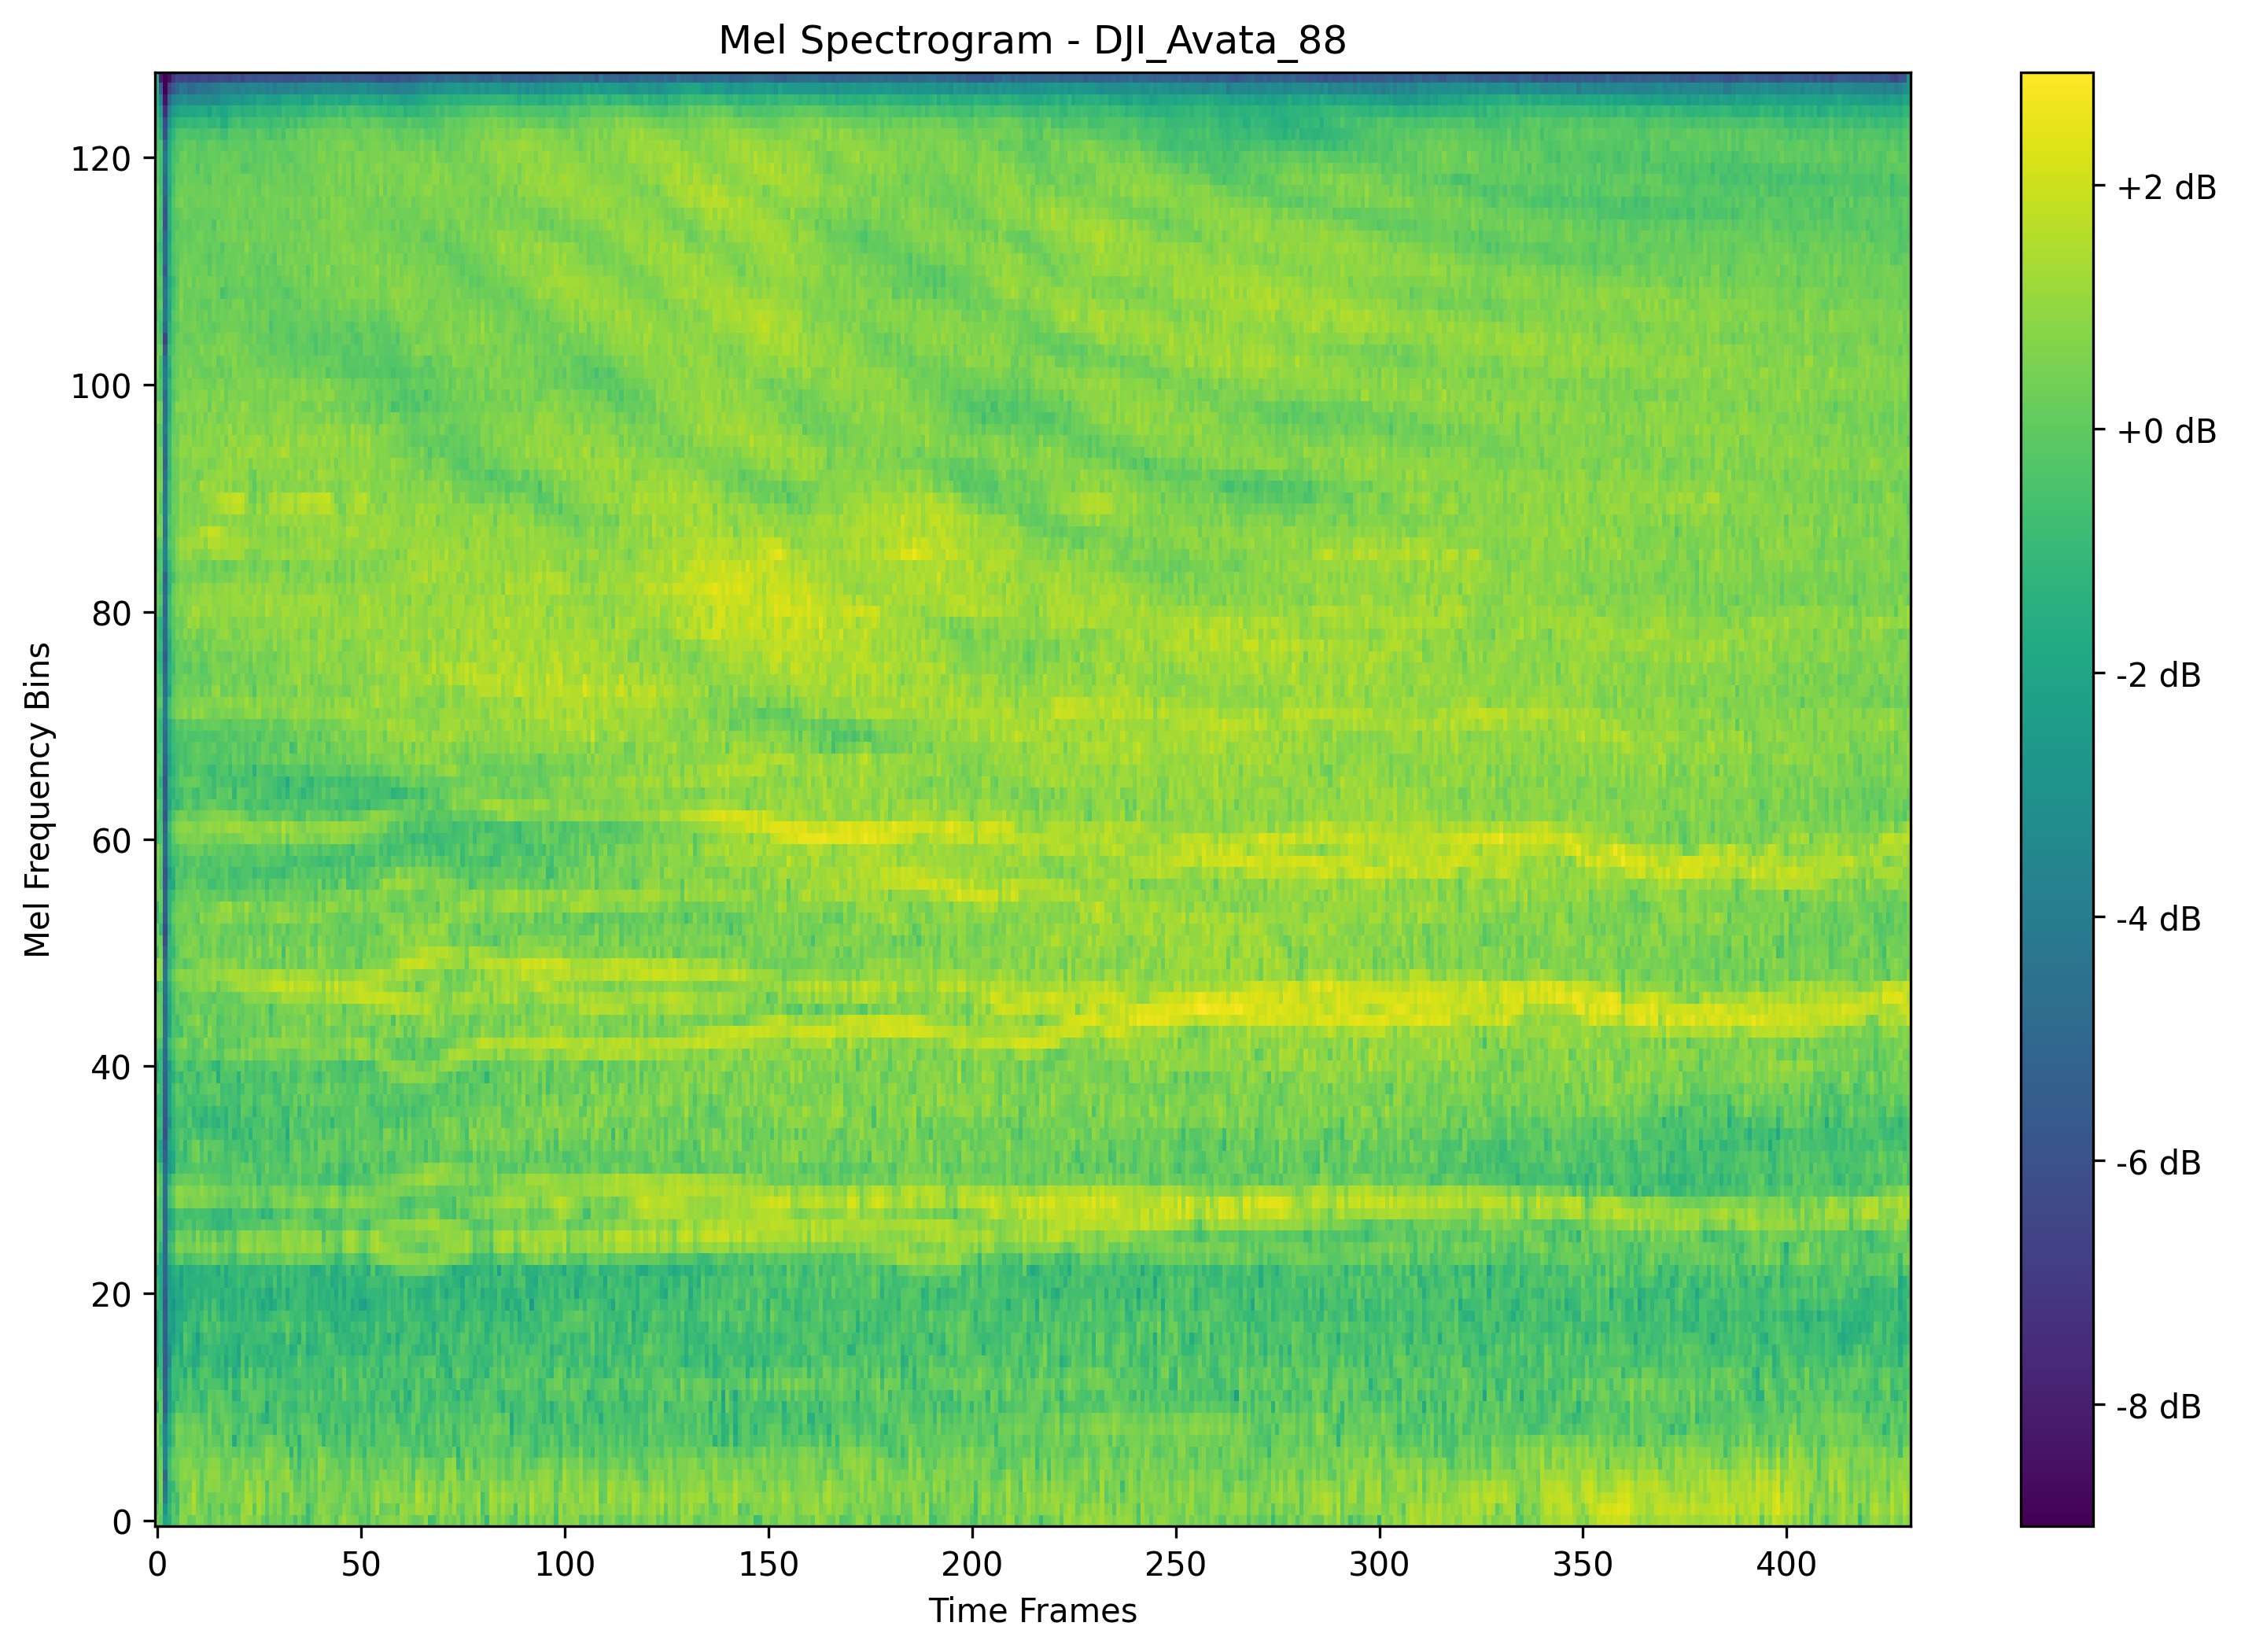 Mel Spectrogram - DJI_Avata_88
Mel Frequency Bins
120
100
80
60
40
20
0
0 50 100 150 200 250 300 350 400
Time Frames
+2 dB
+0 dB
-2 dB
-4 dB
-6 dB
-8 dB